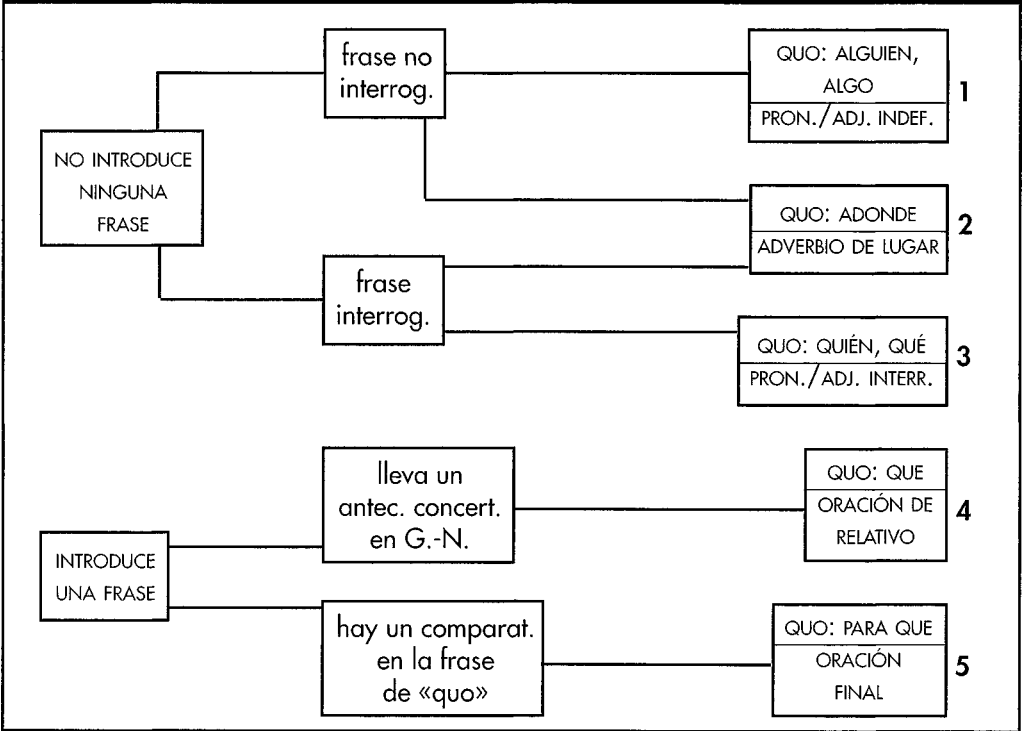 NO INTRODUCE
NINGUNA
FRASE
frase no
interrog.
QUO: ALGUIEN,
ALGO
PRON./ADJ. INDEF.
1
QUO: ADONDE
ADVERBIO DE LUGAR
2
frase
interrog.
QUO: QUIÉN, QUÉ
PRON./ADJ. INTERR.
3
INTRODUCE
UNA FRASE
lleva un
antec. concert.
en G.-N.
QUO: QUE
ORACIÓN DE
RELATIVO
4
hay un comparat.
en la frase
de «quo»
QUO: PARA QUE
ORACIÓN
FINAL
5